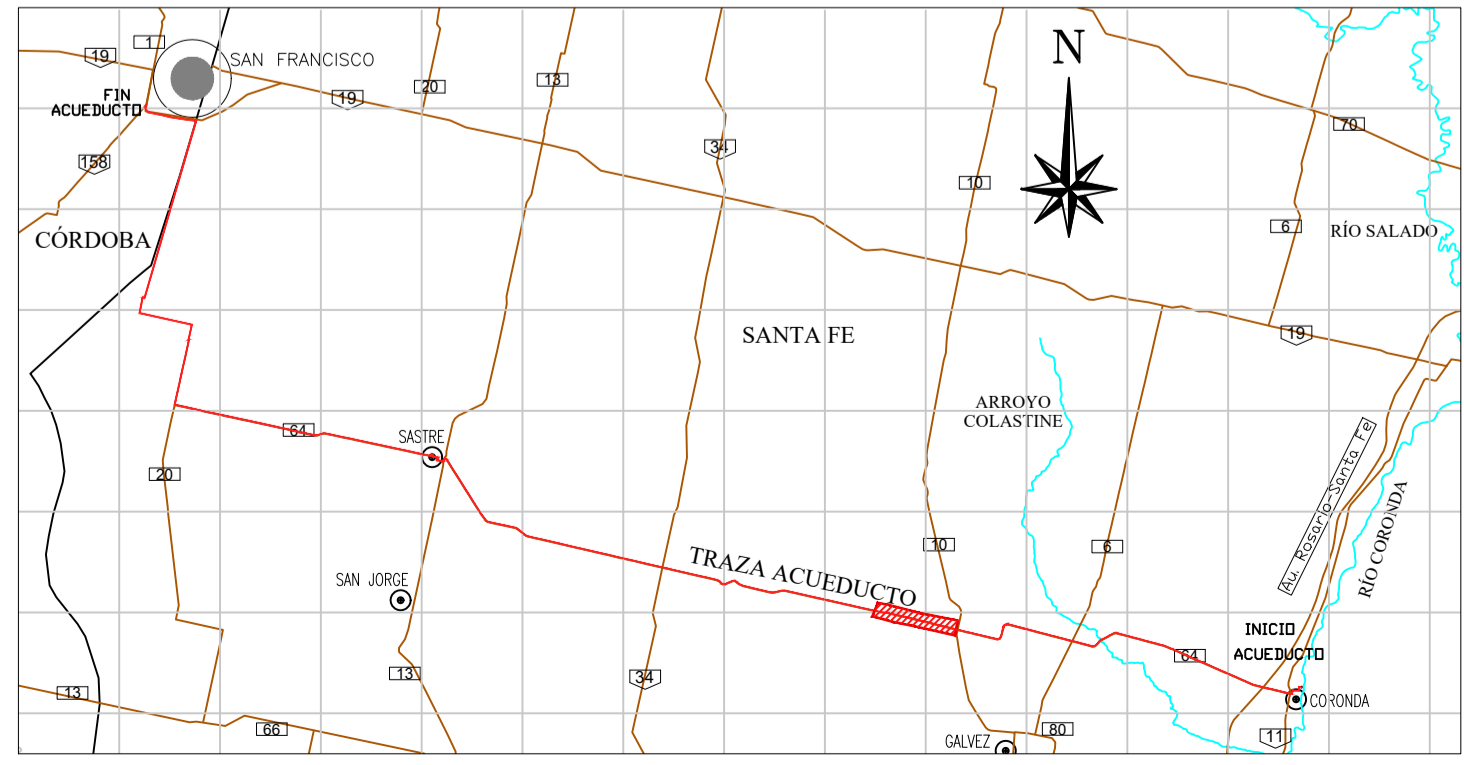 N
1
19
SAN FRANCISCO
13
20
19
FIN
ACUEDUCTO
70
34
158
10
6
RÍO SALADO
CÓRDOBA
SANTA FE
19
ARROYO
COLASTINE
64
SASTRE
20
Au. Rosario-Santa Fe
RÍO CORONDA
10
6
TRAZA ACUEDUCTO
SAN JORGE
INICIO
ACUEDUCTO
64
13
34
13
CORONDA
66
80
11
GALVEZ